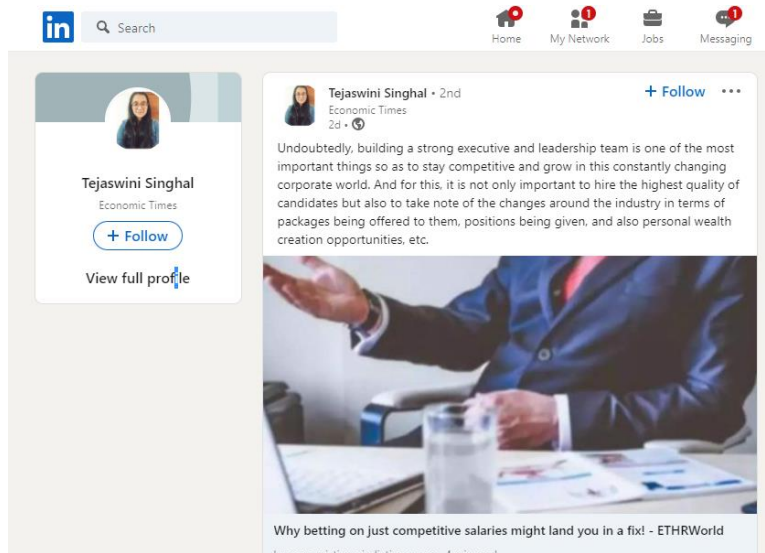 in
Search
Home
My Network
Jobs
Messaging
1
1
Tejaswini Singhal
Economic Times
+ Follow
View full profile
Tejaswini Singhal • 2nd
Economic Times
2d •
+ Follow
Undoubtedly, building a strong executive and leadership team is one of the most
important things so as to stay competitive and grow in this constantly changing
corporate world. And for this, it is not only important to hire the highest quality of
candidates but also to take note of the changes around the industry in terms of
packages being offered to them, positions being given, and also personal wealth
creation opportunities, etc.
Why betting on just competitive salaries might land you in a fix! - ETHRWorld